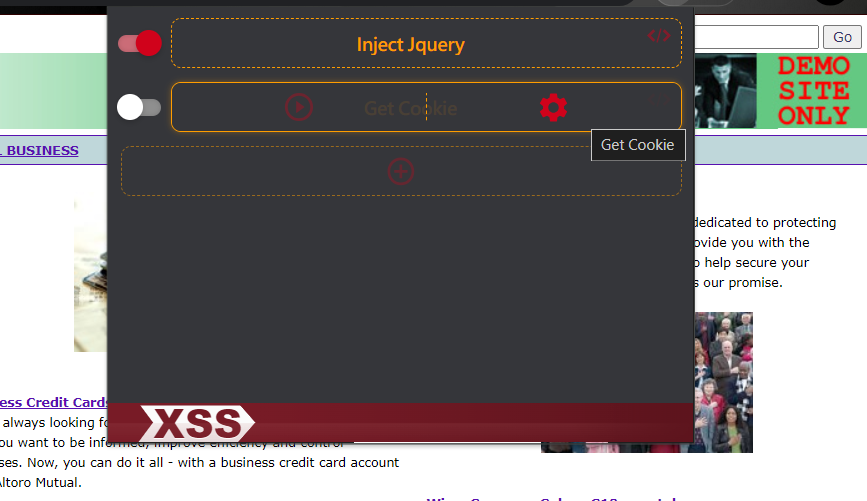 Inject Jquery
</>
Go
Get Cookie
DEMO
SITE
ONLY
BUSINESS
Get Cookie
dedicated to protecting
ovide you with the
o help secure your
s our promise.
XSS
ess Credit Cards
always looking fo
ou want to be informed, improve efficiency and control
ses. Now, you can do it all - with a business credit card account
Altoro Mutual.